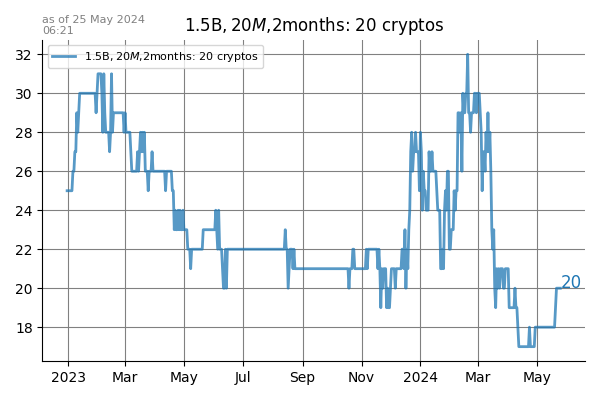 as of 25 May 2024
06:21
1.5B, 20M,2months: 20 cryptos
1.5B, 20M,2months: 20 cryptos
32
30
28
26
24
22
20
18
20
2023
Mar
May
Jul
Sep
Nov
2024
Mar
May